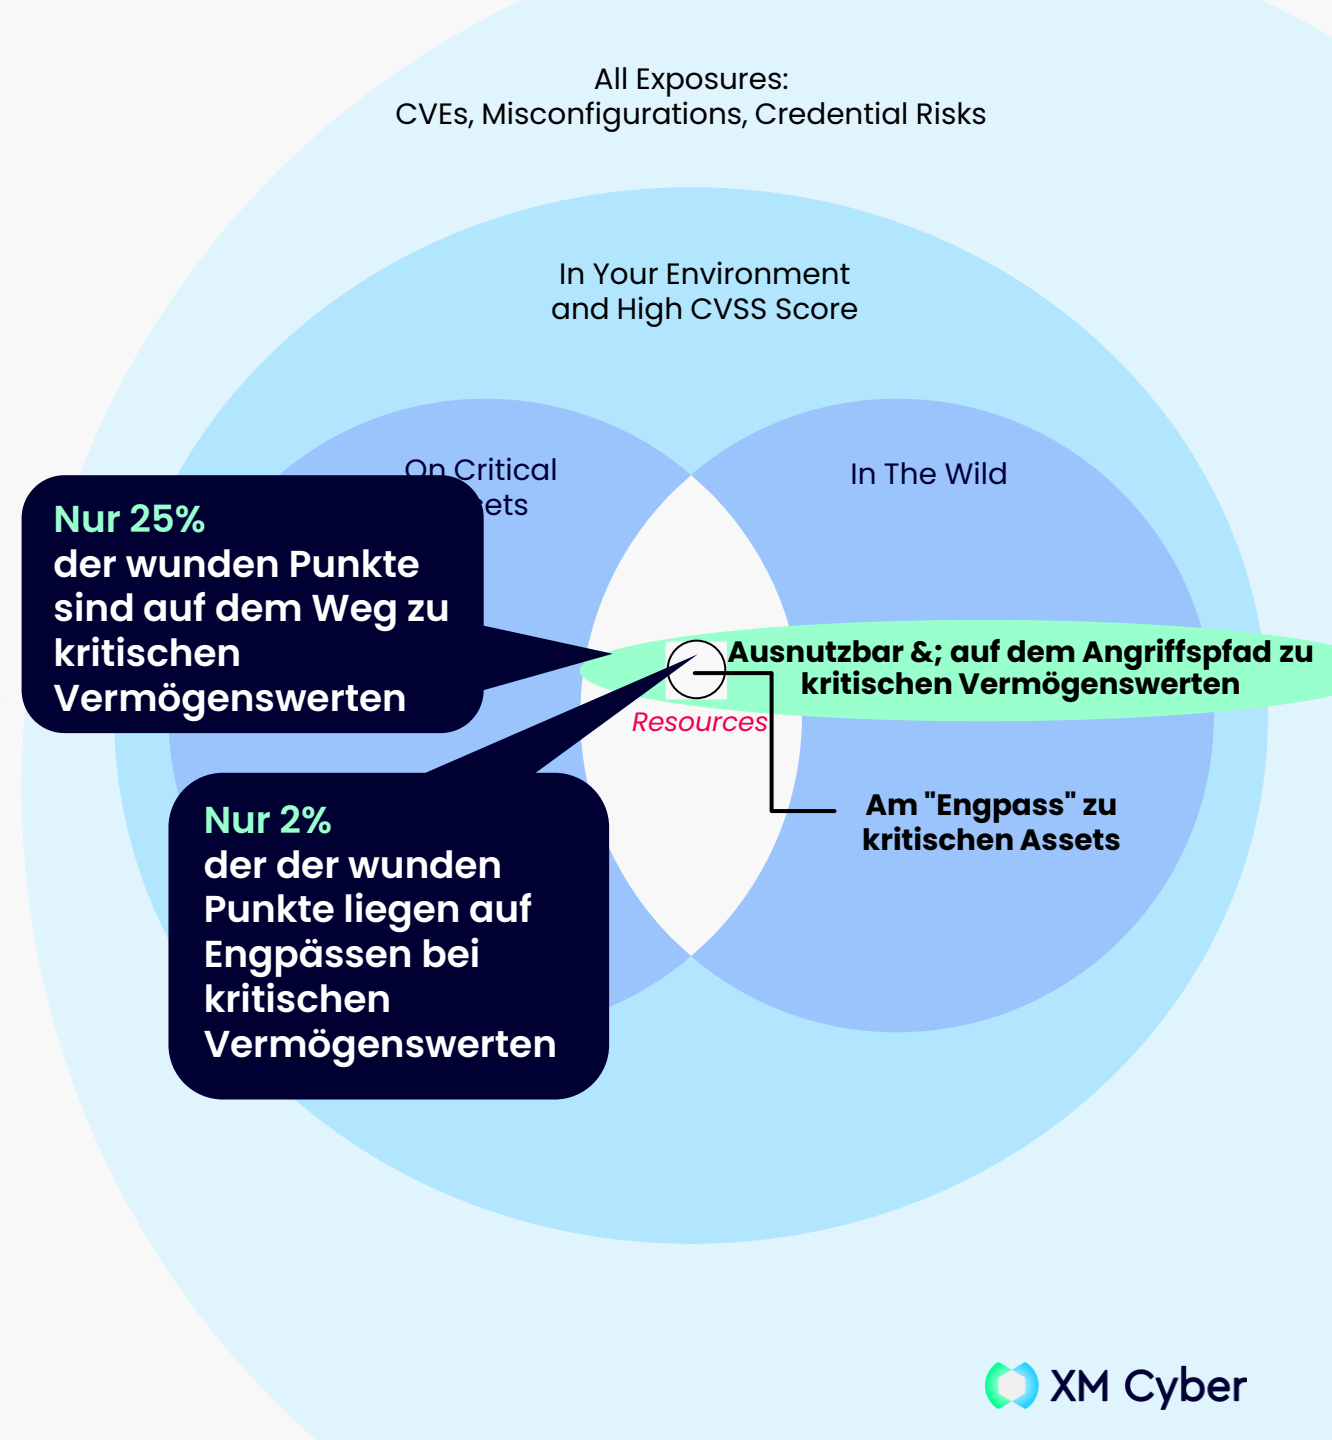 All Exposures:
CVEs, Misconfigurations, Credential Risks
In Your Environment
and High CVSS Score
On Critical
ets
In The Wild
Nur 25%
der wunden Punkte
sind auf dem Weg zu
kritischen
Vermögenswerten
Ausnutzbar &; auf dem Angriffspfad zu
kritischen Vermögenswerten
Resources
Nur 2%
der der wunden
Punkte liegen auf
Engpässen bei
kritischen
Vermögenswerten
Am "Engpass" zu
kritischen Assets
XM Cyber